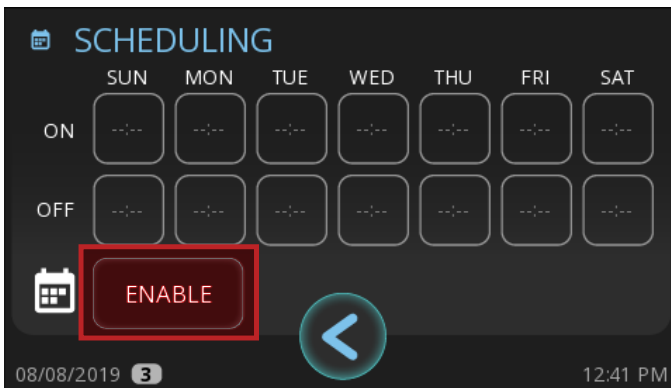 SCHEDULING
SUN MON TUE WED THU FRI SAT
ON --:-- --:-- --:-- --:-- --:-- --:-- --:--
OFF --:-- --:-- --:-- --:-- --:-- --:-- --:--
ENABLE
08/08/2019 3 12:41 PM